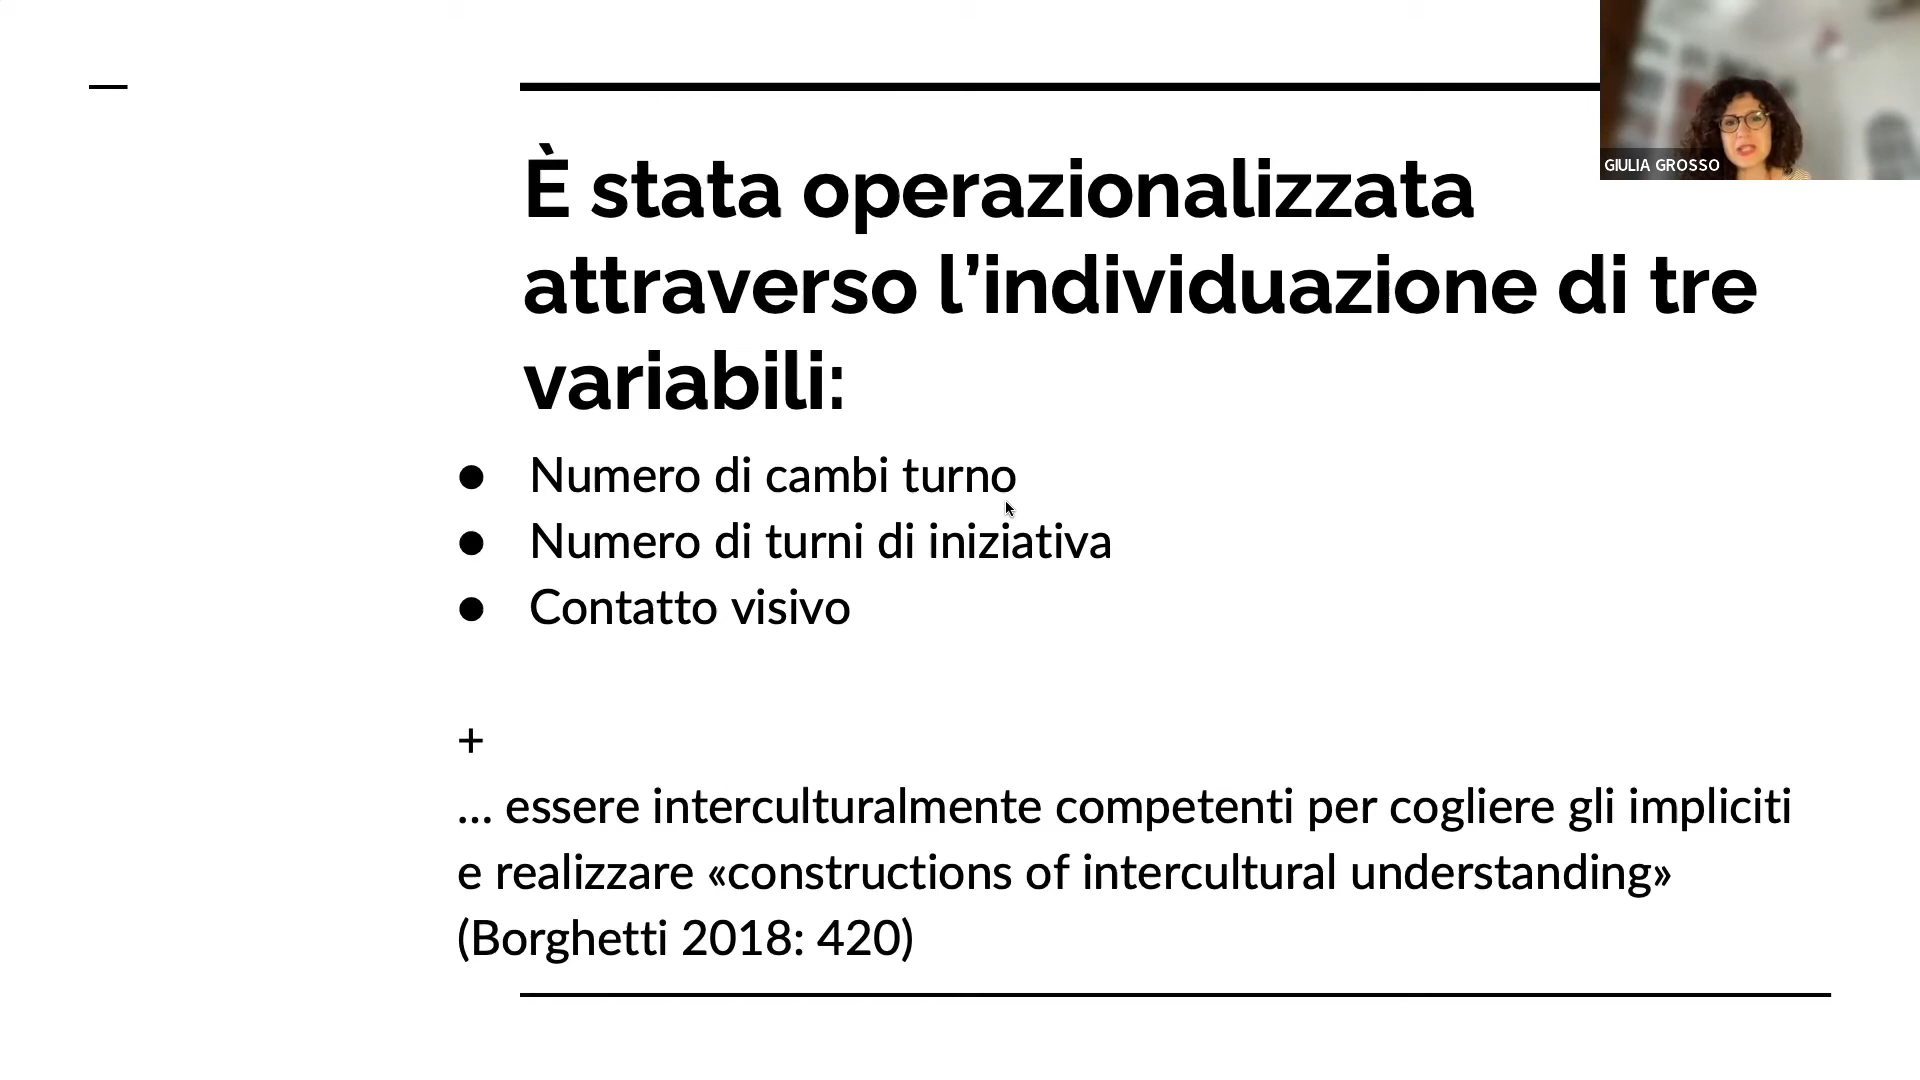 È stata operazionalizzata
attraverso l’individuazione di tre
variabili:
● Numero di cambi turno
● Numero di turni di iniziativa
● Contatto visivo
+
... essere interculturalmente competenti per cogliere gli impliciti
e realizzare «constructions of intercultural understanding»
(Borghetti 2018: 420)
GIULIA GROSSO